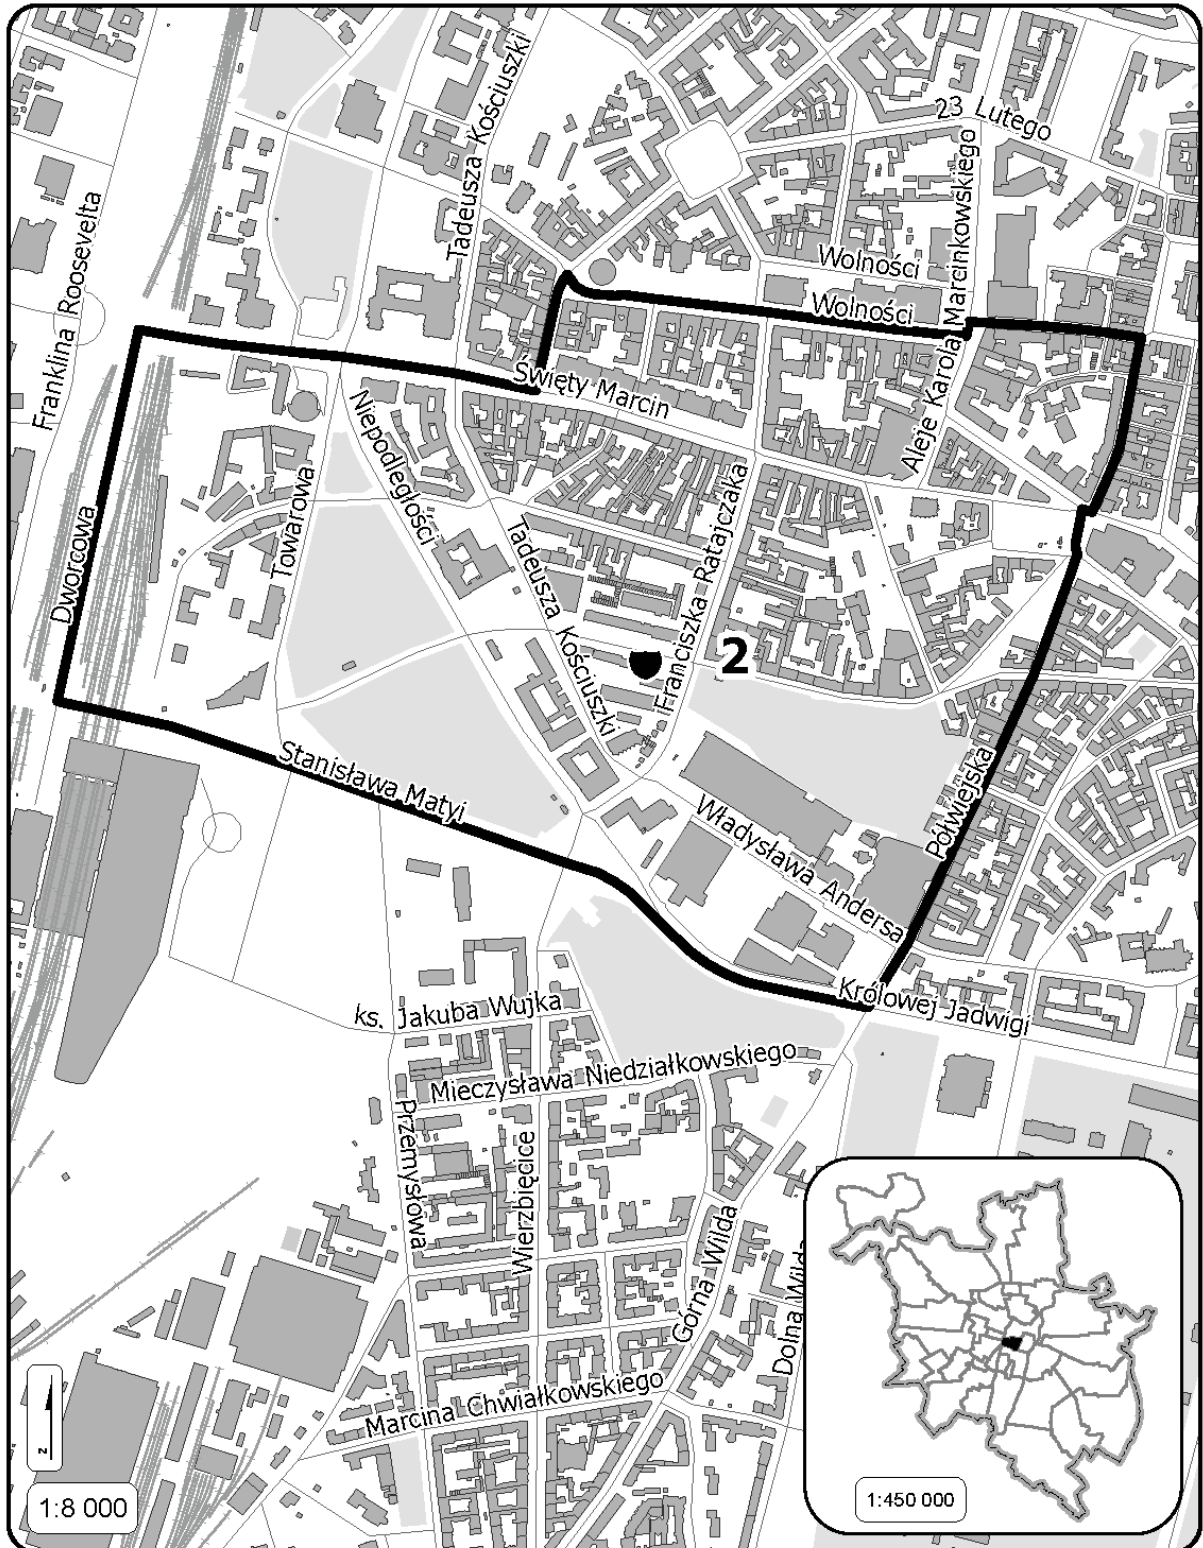 Tadeusza Kościuszki
23 Lutego
Franklina Roosevelta
Aleje Karola Marcinkowskiego
Wolności
Wolności
Święty Marcin
Niepodległości
Towarowa
Dworcowa
Tadeusza Kościuszki
Franciszka Ratajczaka
2
Stanisława Matyi
Władysława Andersa
Półwiejska
Królowej Jadwigi
ks. Jakuba Wujka
Mieczysława Niedziałkowskiego
Przemysłowa
Wierzbięcice
Górna Wilda
Dolna Wilda
Marcina Chwiałkowskiego
z
1:8 000
1:450 000